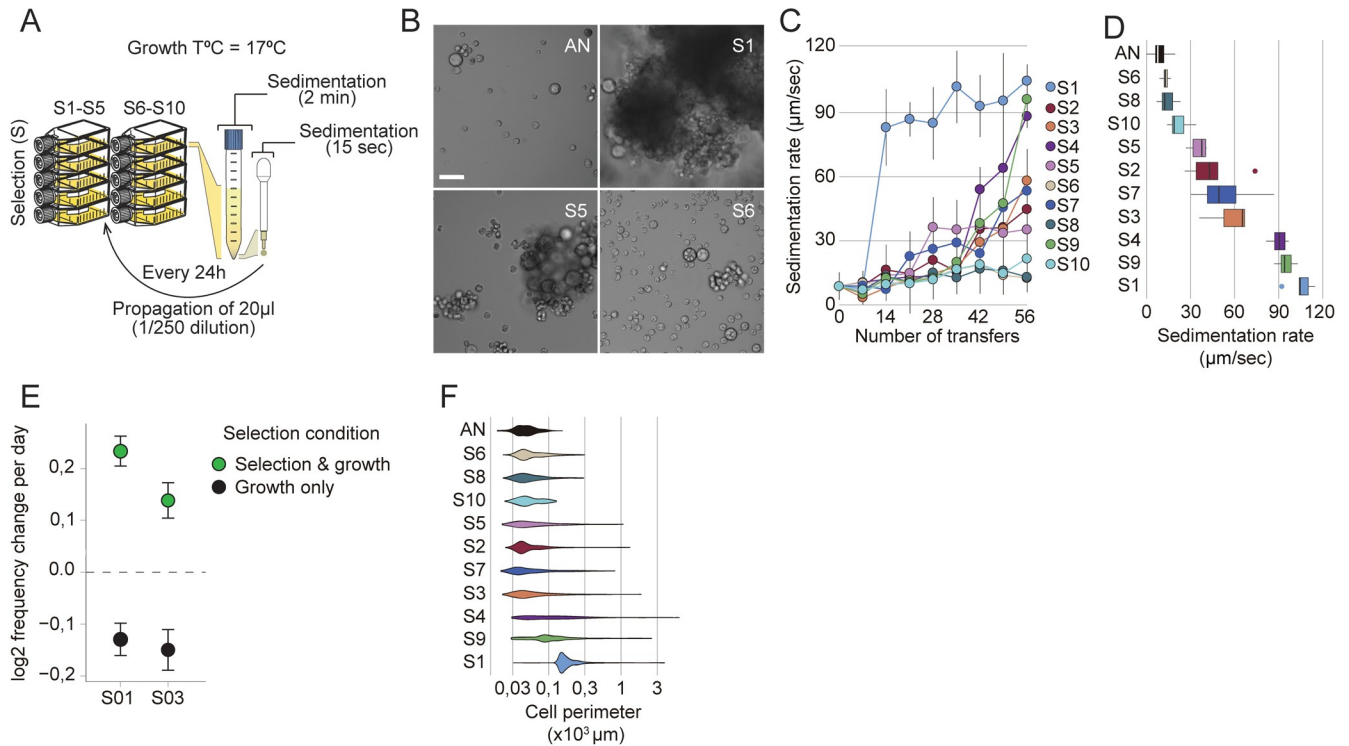 A
Growth TºC = 17ºC
Sedimentation
(2 min)
S1-S5
S6-S10
Sedimentation
(15 sec)
Selection (S)
Every 24h
Propagation of 20µl
(1/250 dilution)
B
AN
S1
S5
S6
C
Sedimentation rate (µm/sec)
120
90
60
30
0
0
14
28
42
56
Number of transfers
S1
S2
S3
S4
S5
S6
S7
S8
S9
S10
D
AN
S6
S8
S10
S5
S2
S7
S3
S4
S9
S1
0
30
60
90
120
Sedimentation rate
(µm/sec)
E
log2 frequency change per day
0,2
0,1
0.0
−0,1
−0,2
S01
S03
Selection condition
Selection & growth
Growth only
F
AN
S6
S8
S10
S5
S2
S7
S3
S4
S9
S1
0,03
0,1
0,3
1
3
Cell perimeter
(x10³ µm)